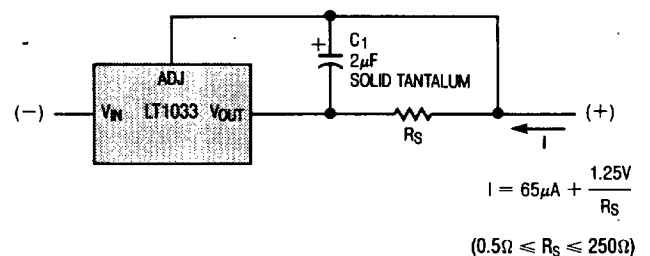 + C1
2μF
SOLID TANTALUM
ADJ
(−) VIN LT1033 VOUT (+)
RS
I
I = 65μA + 1.25V
RS
(0.5Ω ≤ RS ≤ 250Ω)